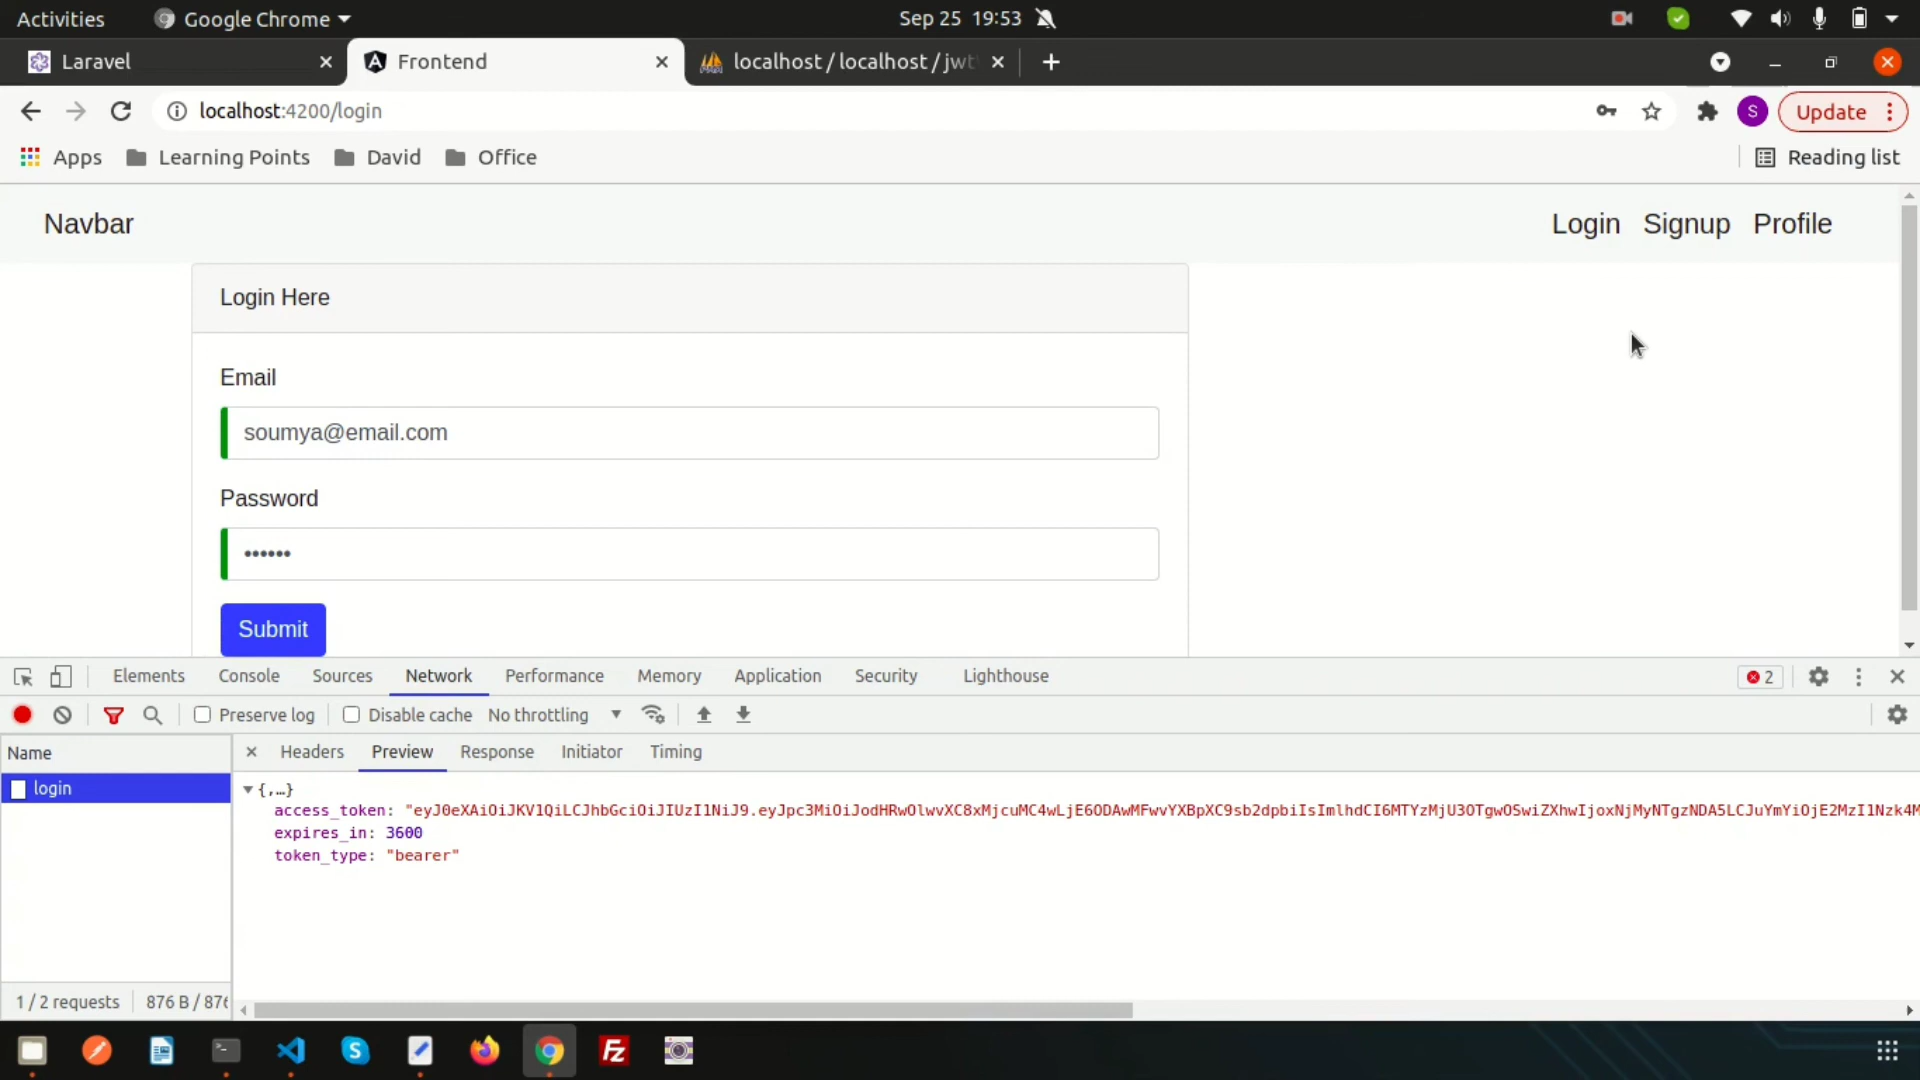 Activities
Google Chrome
Sep 25 19:53
Laravel
Frontend
localhost / localhost / jwt
localhost:4200/login
S
Update
Apps
Learning Points
David
Office
Reading list
Navbar
Login Signup Profile
Login Here
Email
soumya@email.com
Password
••••••
Submit
Elements Console Sources Network Performance Memory Application Security Lighthouse
2
Preserve log
Disable cache
No throttling
Name
Headers Preview Response Initiator Timing
login
{,…}
access_token: "eyJ0eXAiOiJKV1QiLCJhbGciOiJIUzI1NiJ9.eyJpc3MiOiJodHRwOlwvXC8xMjcuMC4wLjE6ODAwMFwvYXBpXC9sb2dpbiIsImlhdCI6MTYzMjU3OTgwOSwiZXhwIjoxNjMyNTgzNDA5LCJuYmYiOjE2MzI1Nzk4M
expires_in: 3600
token_type: "bearer"
1 / 2 requests
876 B / 876